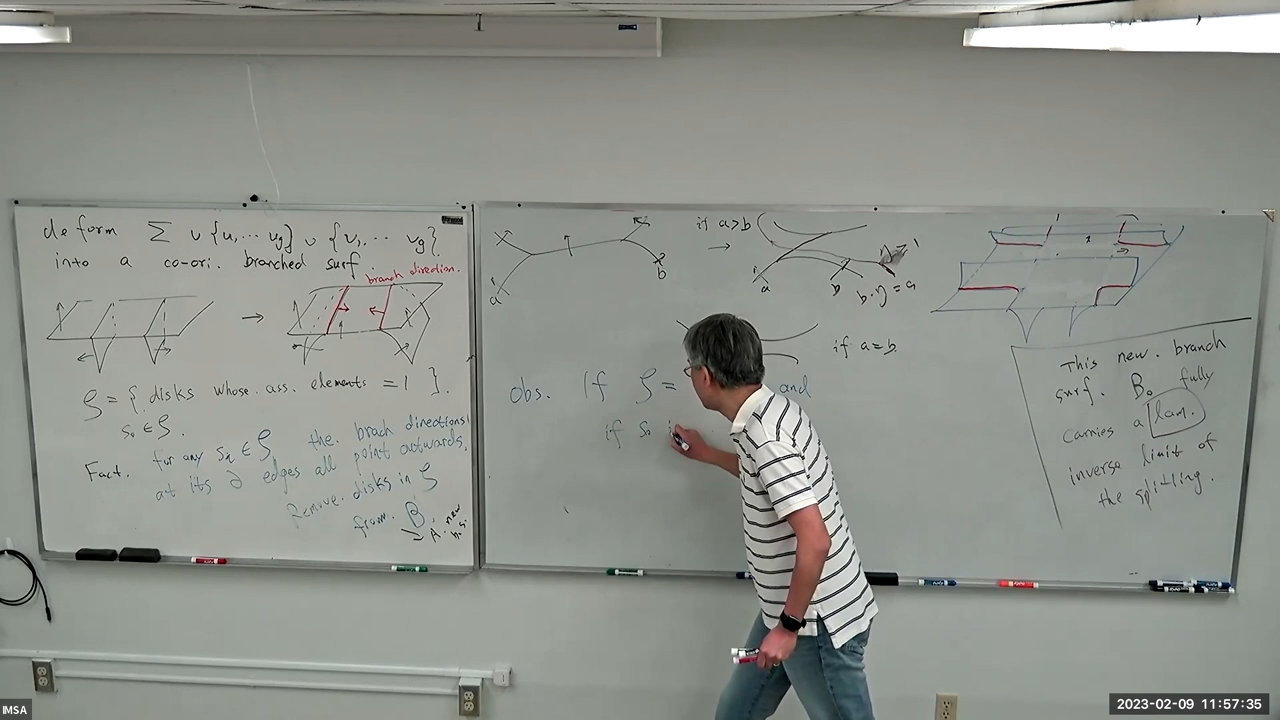 deform Σ ∪ {u, ... ug} ∪ {v, ... vg}
into a co-ori. branched surf
branch direction.
→
ζ = { disks whose ass. elements = 1 }.
S₀ ∈ ζ.
Fact. for any S₀ ∈ ζ the brach directions
at its ∂ edges all point outwards,
Remove disks in ζ
from B.
A new
a
b
if a>b
→
a
b
b·η = a
if a=b
Obs. If ζ = and
if S₀ i
This new branch
surf. B₀ fully
carries a lam.
inverse limit of
the splitting.
IMSA
2023-02-09 11:57:35